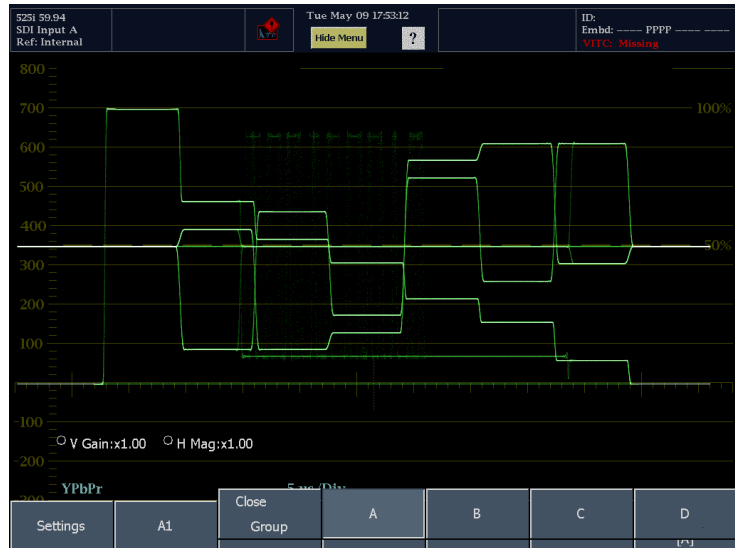 525i 59.94
SDI Input A
Ref: Internal
Tue May 09 17:53:12
Hide Menu
?
ID:
Embd: ---- PPPP ---- ----
VITC: Missing
800
700
100%
600
500
400
50%
300
200
100
-100
V Gain:x1.00
H Mag:x1.00
-200
YPbPr
5 us /Div
-300
Settings
A1
Close
Group
A
B
C
D
[A]